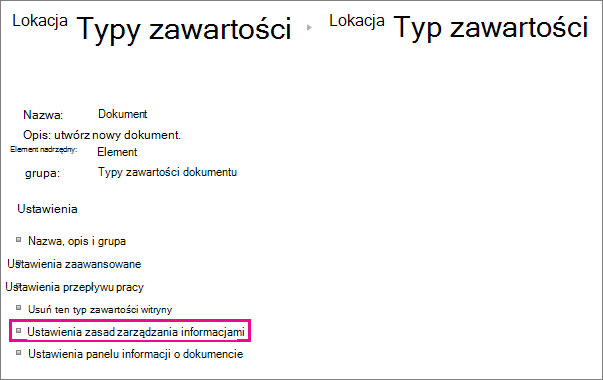 Lokacja Typy zawartości Lokacja Typ zawartości
Nazwa: Dokument
Opis: utwórz nowy dokument.
Element nadrzędny: Element
grupa: Typy zawartości dokumentu
Ustawienia
Nazwa, opis i grupa
Ustawienia zaawansowane
Ustawienia przepływu pracy
Usuń ten typ zawartości witryny
Ustawienia zasad zarządzania informacjami
Ustawienia panelu informacji o dokumencie